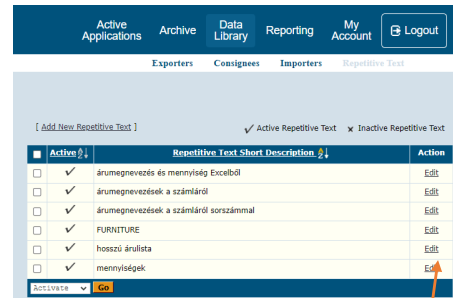 Active Applications Archive Data Library Reporting My Account Logout
Exporters Consignees Importers Repetitive Text
[ Add New Repetitive Text ] ✓ Active Repetitive Text x Inactive Repetitive Text
Active Repetitive Text Short Description Action
✓ árumegnevezés és mennyiség Excelből Edit
✓ árumegnevezések a számláról Edit
✓ árumegnevezések a számláról sorszámmal Edit
✓ FURNITURE Edit
✓ hosszú árulista Edit
✓ mennyiségek Edit
Activate Go